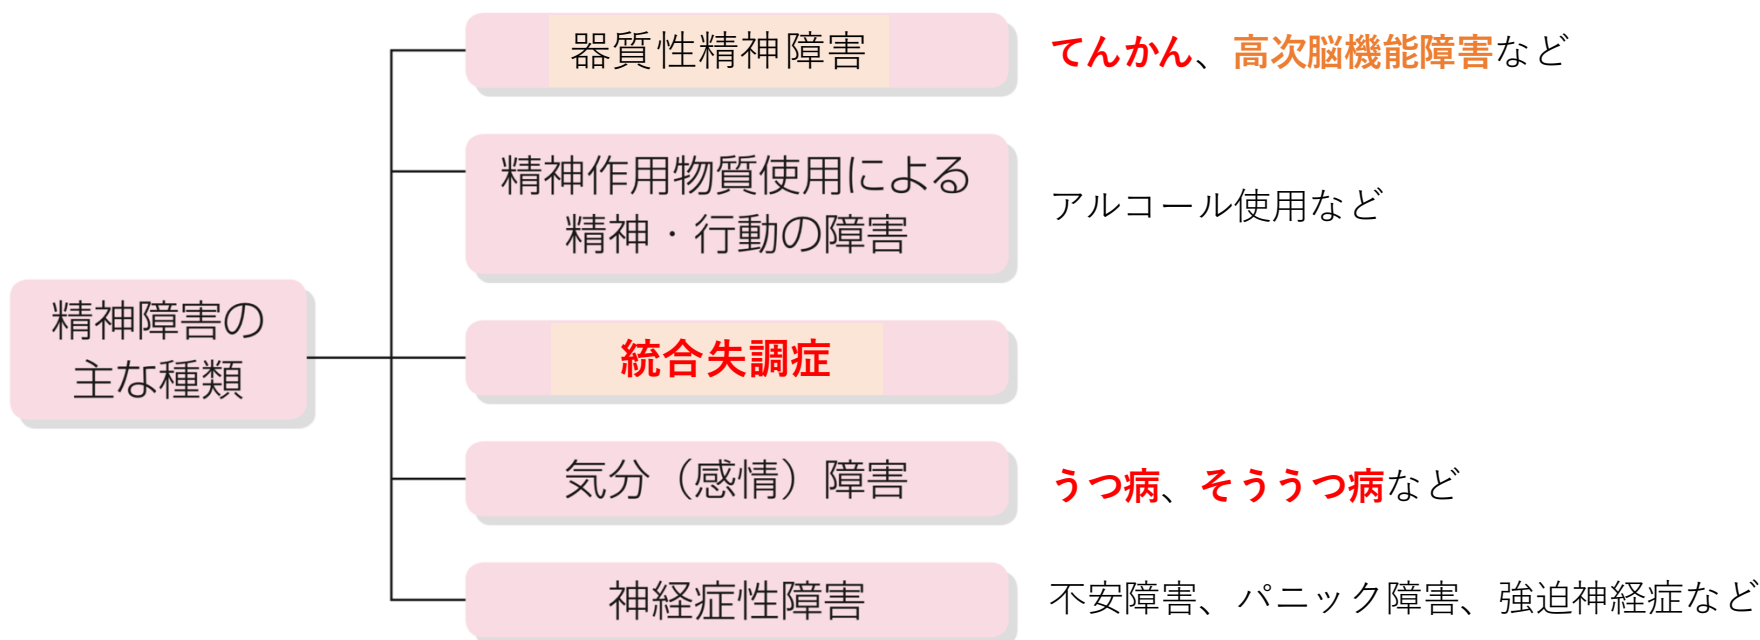 器質性精神障害
てんかん、高次脳機能障害など
精神作用物質使用による
精神・行動の障害
アルコール使用など
精神障害の
主な種類
統合失調症
気分（感情）障害
うつ病、そううつ病など
神経症性障害
不安障害、パニック障害、強迫神経症など